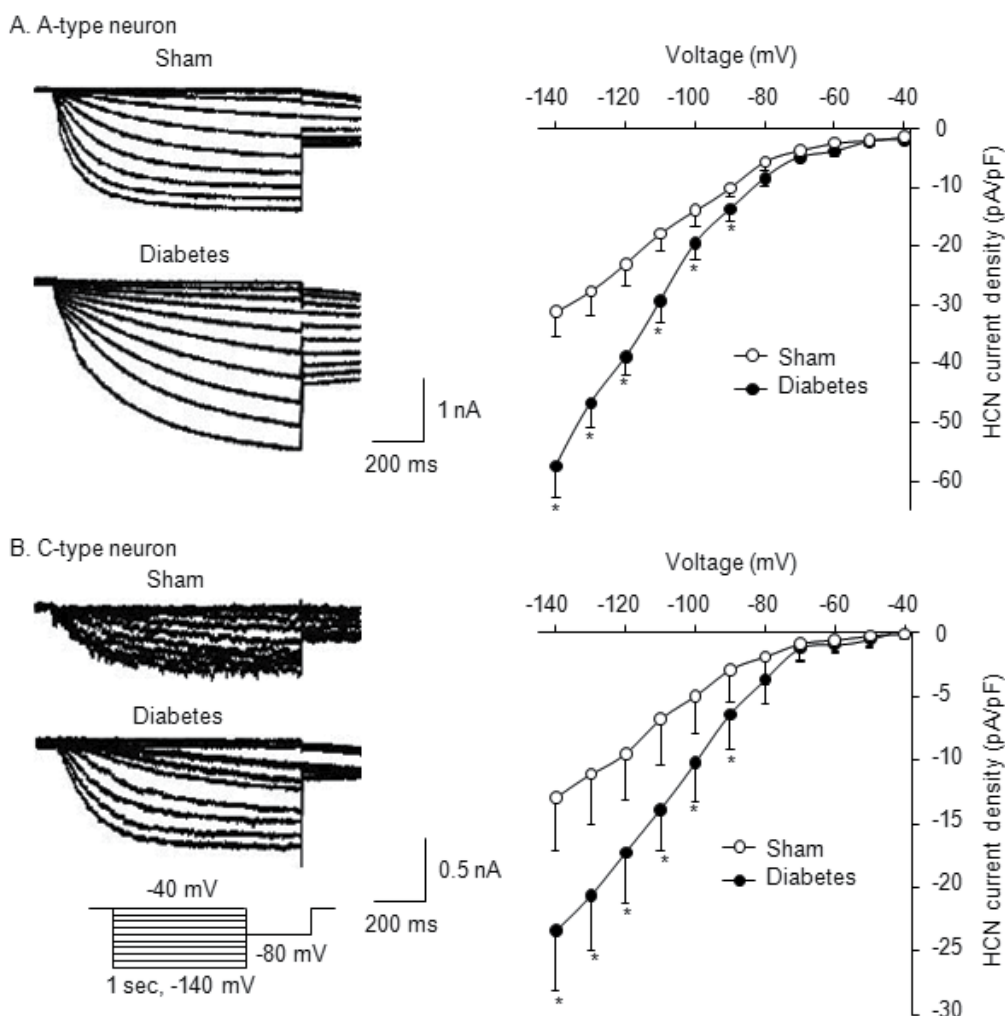 A. A-type neuron
Sham
Diabetes
1 nA
200 ms
Voltage (mV)
-140 -120 -100 -80 -60 -40
0
-10
-20
-30
-40
-50
-60
HCN current density (pA/pF)
Sham
Diabetes
* * * * * *
B. C-type neuron
Sham
Diabetes
-40 mV
-80 mV
1 sec, -140 mV
0.5 nA
200 ms
Voltage (mV)
-140 -120 -100 -80 -60 -40
0
-5
-10
-15
-20
-25
-30
HCN current density (pA/pF)
Sham
Diabetes
* * * * * *